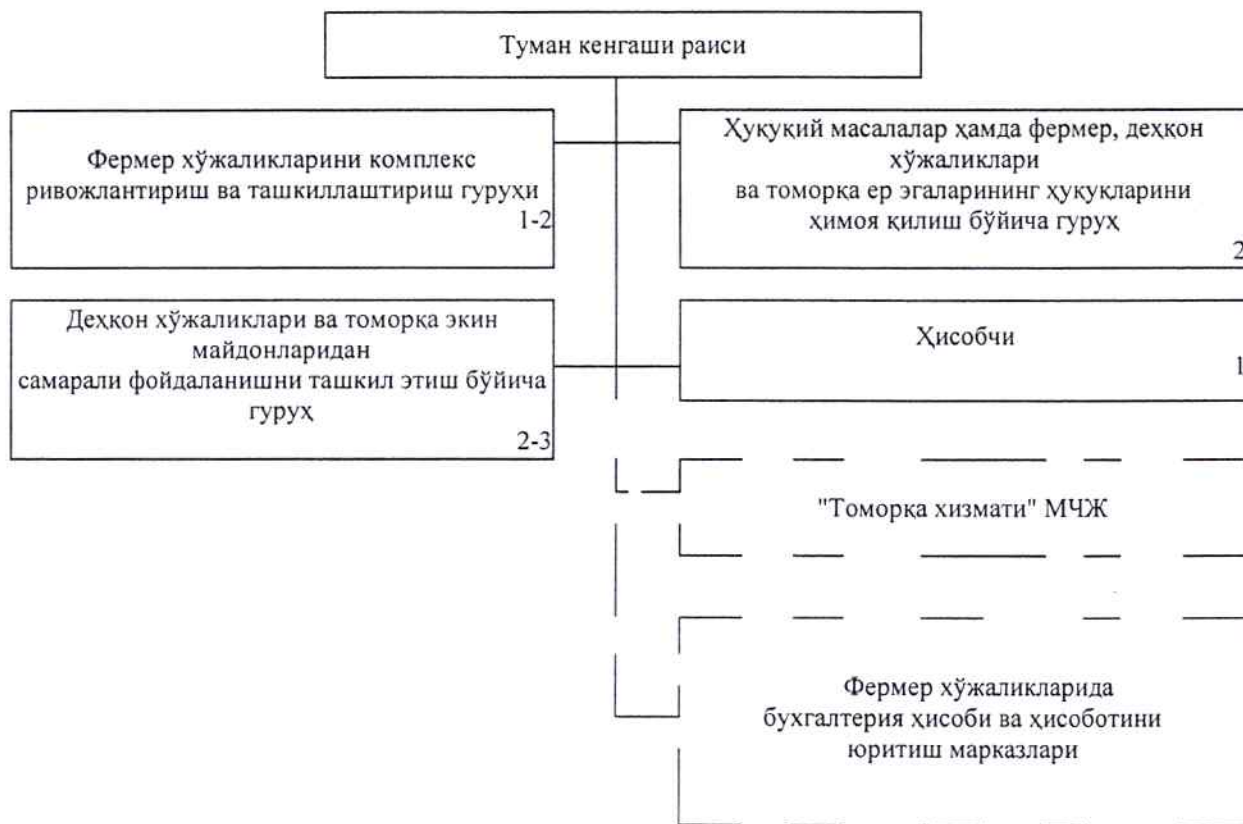 Туман кенгаши раиси
Фермер хўжаликларини комплекс
ривожлантириш ва ташкиллаштириш гуруҳи
1-2
Ҳуқуқий масалалар ҳамда фермер, деҳқон
хўжаликлари
ва томорқа ер эгаларининг ҳуқуқларини
ҳимоя қилиш бўйича гуруҳ
2
Деҳқон хўжаликлари ва томорқа экин
майдонларидан
самарали фойдаланишни ташкил этиш бўйича
гуруҳ
2-3
Ҳисобчи
1
"Томорқа хизмати" МЧЖ
Фермер хўжаликларида
бухгалтерия ҳисоби ва ҳисоботини
юритиш марказлари